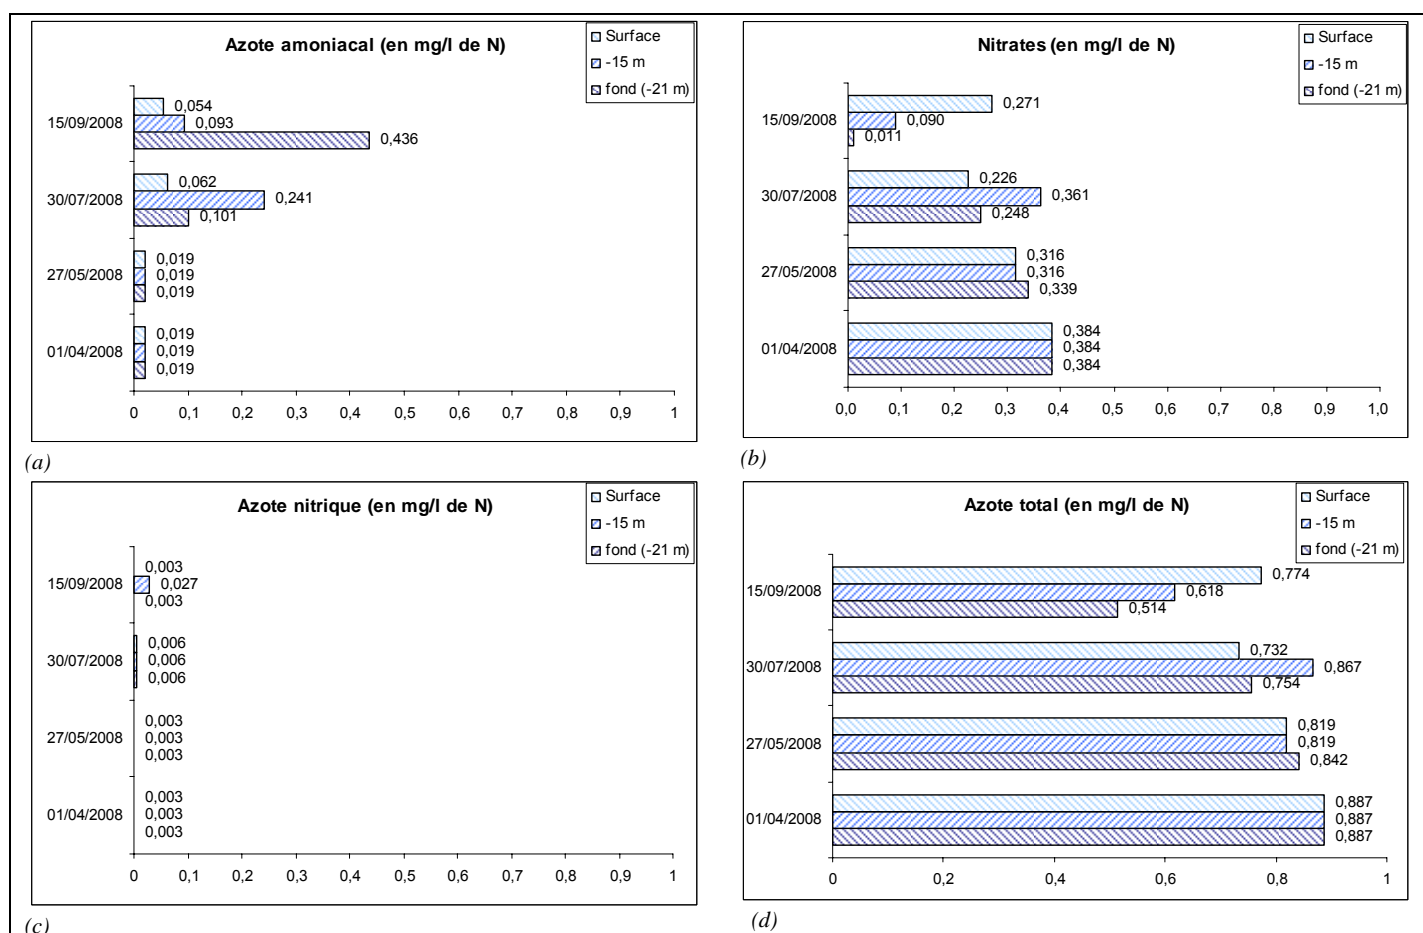 Azote amoniacal (en mg/l de N)
Surface
-15 m
fond (-21 m)
15/09/2008
0,054
0,093
0,436
30/07/2008
0,062
0,241
0,101
27/05/2008
0,019
0,019
0,019
01/04/2008
0,019
0,019
0,019
0 0,1 0,2 0,3 0,4 0,5 0,6 0,7 0,8 0,9 1
(a)
Nitrates (en mg/l de N)
Surface
-15 m
fond (-21 m)
15/09/2008
0,271
0,090
0,011
30/07/2008
0,226
0,361
0,248
27/05/2008
0,316
0,316
0,339
01/04/2008
0,384
0,384
0,384
0,0 0,1 0,2 0,3 0,4 0,5 0,6 0,7 0,8 0,9 1,0
(b)
Azote nitrique (en mg/l de N)
Surface
-15 m
fond (-21 m)
15/09/2008
0,003
0,027
0,003
30/07/2008
0,006
0,006
0,006
27/05/2008
0,003
0,003
0,003
01/04/2008
0,003
0,003
0,003
0 0,1 0,2 0,3 0,4 0,5 0,6 0,7 0,8 0,9 1
(c)
Azote total (en mg/l de N)
Surface
-15 m
fond (-21 m)
15/09/2008
0,774
0,618
0,514
30/07/2008
0,732
0,867
0,754
27/05/2008
0,819
0,819
0,842
01/04/2008
0,887
0,887
0,887
0 0,2 0,4 0,6 0,8 1
(d)